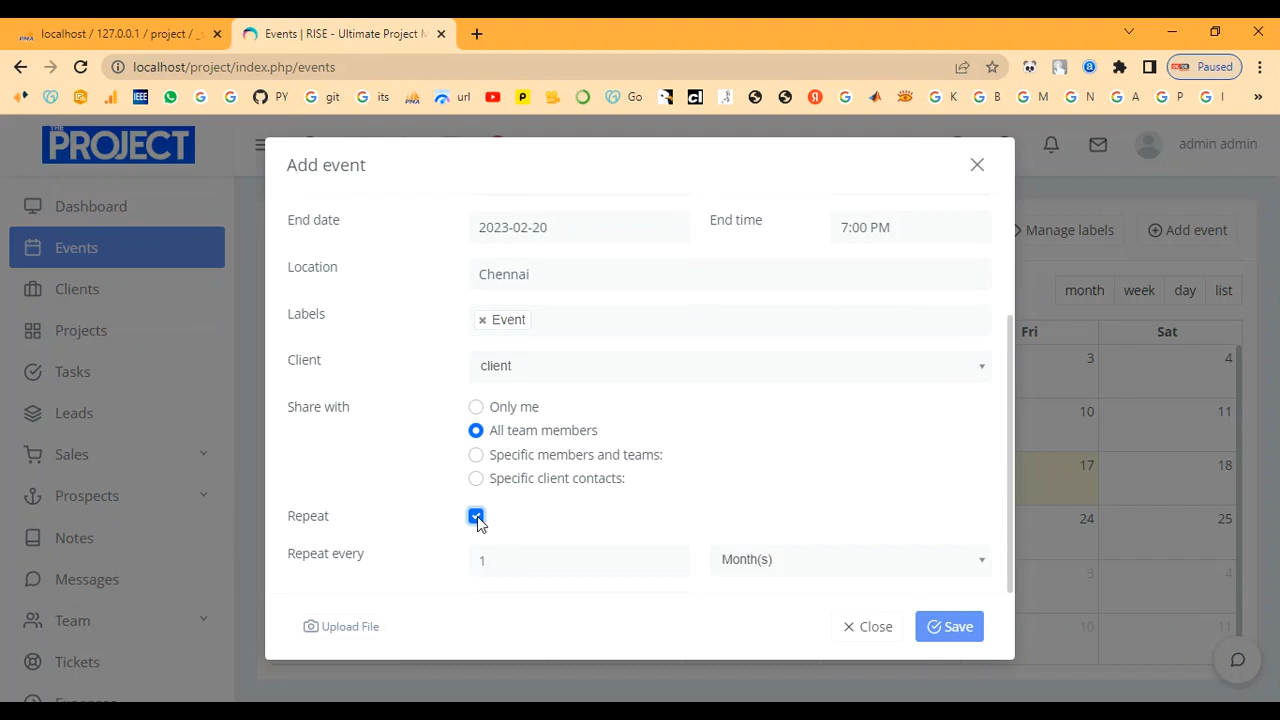 localhost / 127.0.0.1 / project / _s
Events | RISE - Ultimate Project M
localhost/project/index.php/events
Paused
IEEE
PY
git
its
url
Go
K
B
M
N
A
P
I
»
THE
PROJECT
admin admin
Dashboard
Events
Clients
Projects
Tasks
Leads
Sales
Prospects
Notes
Messages
Team
Tickets
Add event
End date 2023-02-20 End time 7:00 PM
Location Chennai
Labels × Event
Client client
Share with Only me
All team members
Specific members and teams:
Specific client contacts:
Repeat
Repeat every 1 Month(s)
Upload File × Close Save
Manage labels Add event
month week day list
Fri Sat
3 4
10 11
17 18
24 25
3 4
10 11